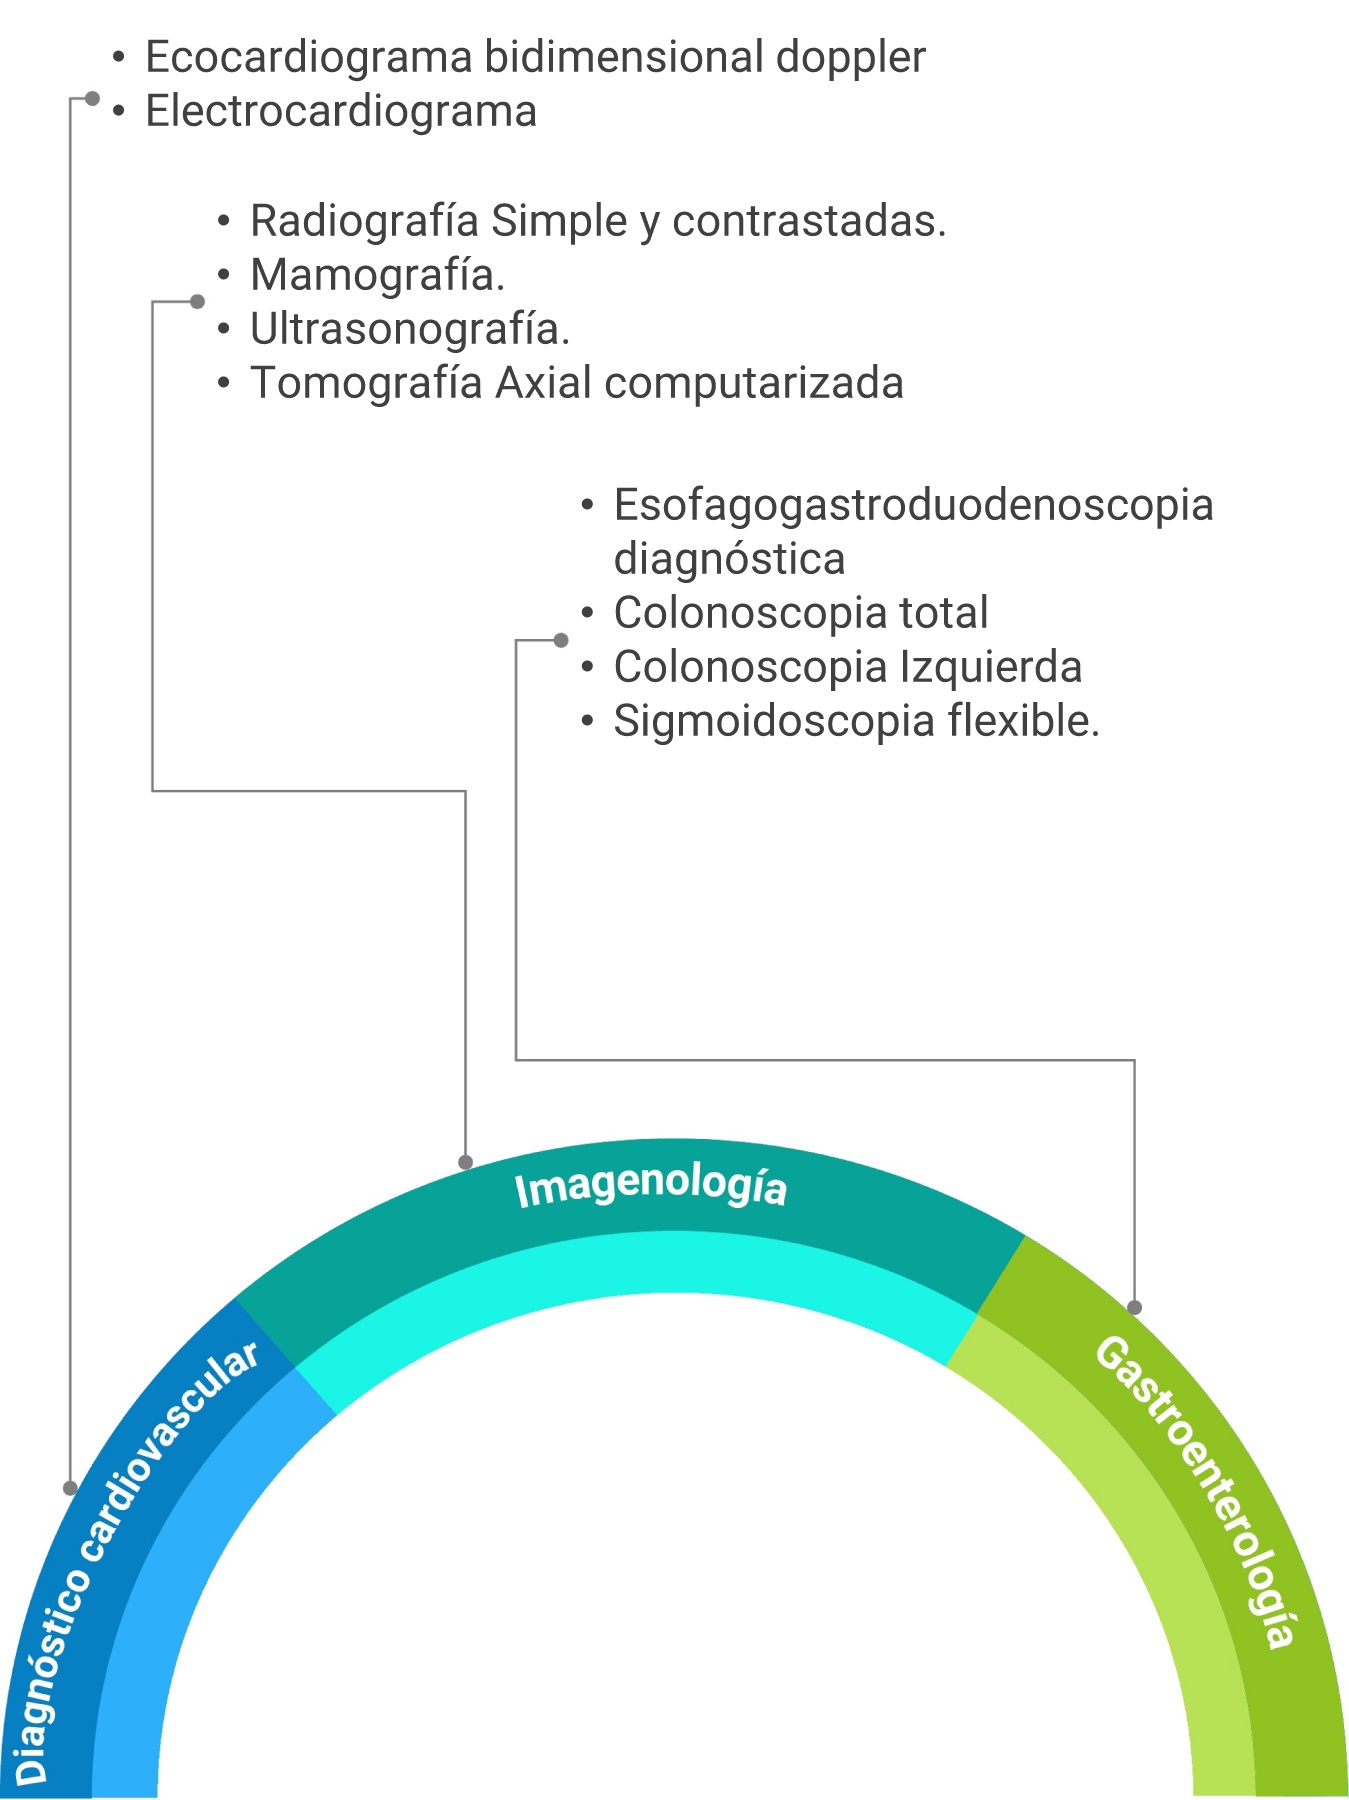 • Ecocardiograma bidimensional doppler
• Electrocardiograma
• Radiografía Simple y contrastadas.
• Mamografía.
• Ultrasonografía.
• Tomografía Axial computarizada
• Esofagogastroduodenoscopia
diagnóstica
• Colonoscopia total
• Colonoscopia Izquierda
• Sigmoidoscopia flexible.
Diagnóstico cardiovascular
Imagenología
Gastroenterología